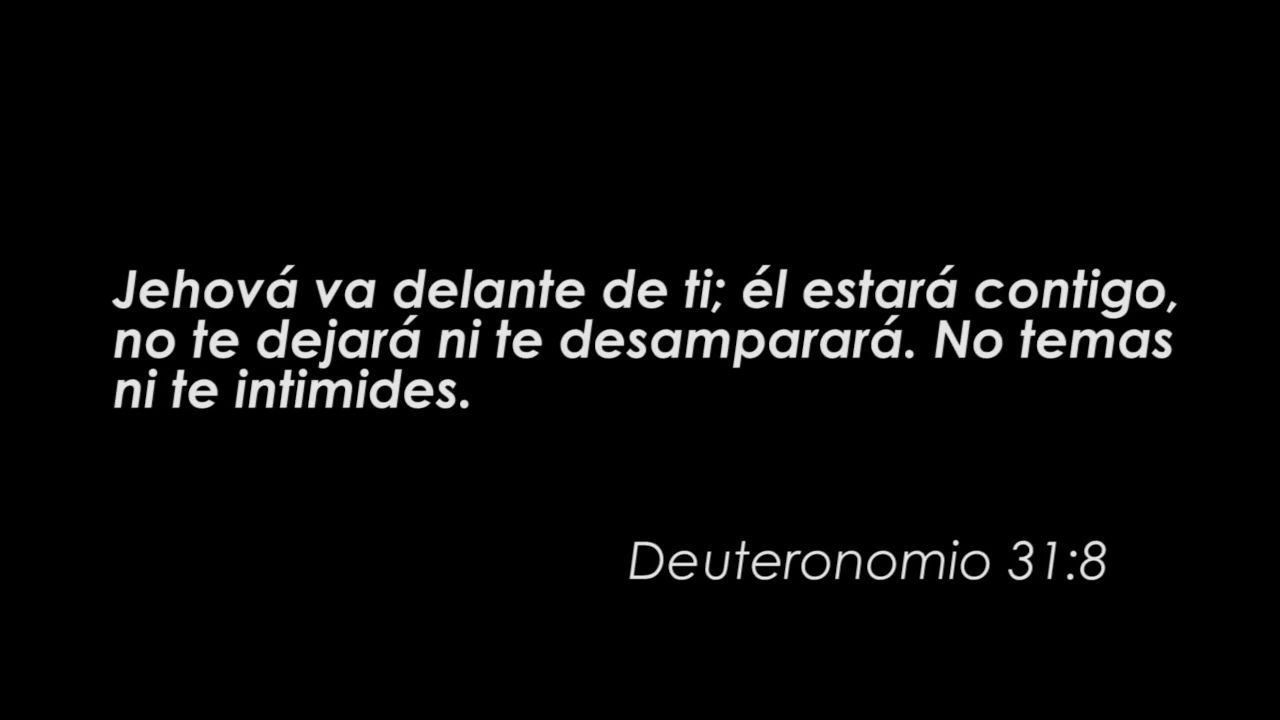 Jehová va delante de ti; él estará contigo,
no te dejará ni te desamparará. No temas
ni te intimides.
Deuteronomio 31:8